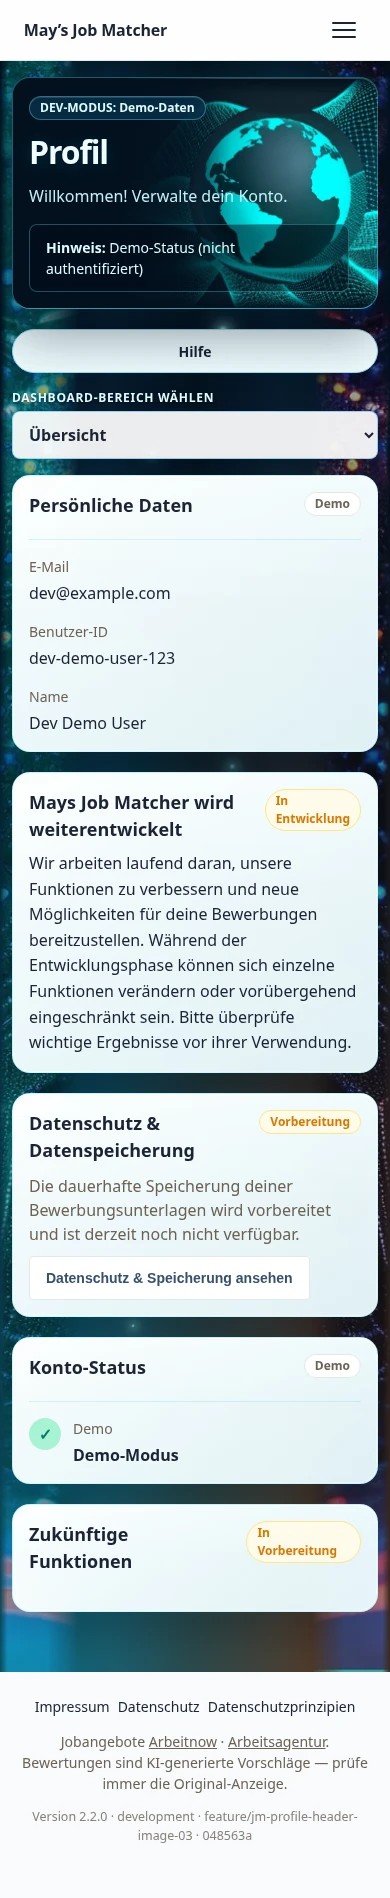 May’s Job Matcher
DEV-MODUS: Demo-Daten
Profil
Willkommen! Verwalte dein Konto.
Hinweis: Demo-Status (nicht
authentifiziert)
Hilfe
DASHBOARD-BEREICH WÄHLEN
Übersicht
Persönliche Daten
Demo
E-Mail
dev@example.com
Benutzer-ID
dev-demo-user-123
Name
Dev Demo User
Mays Job Matcher wird
weiterentwickelt
In
Entwicklung
Wir arbeiten laufend daran, unsere
Funktionen zu verbessern und neue
Möglichkeiten für deine Bewerbungen
bereitzustellen. Während der
Entwicklungsphase können sich einzelne
Funktionen verändern oder vorübergehend
eingeschränkt sein. Bitte überprüfe
wichtige Ergebnisse vor ihrer Verwendung.
Datenschutz &
Datenspeicherung
Vorbereitung
Die dauerhafte Speicherung deiner
Bewerbungsunterlagen wird vorbereitet
und ist derzeit noch nicht verfügbar.
Datenschutz & Speicherung ansehen
Konto-Status
Demo
✓
Demo
Demo-Modus
Zukünftige
Funktionen
In
Vorbereitung
Impressum Datenschutz Datenschutzprinzipien
Jobangebote Arbeitnow · Arbeitsagentur.
Bewertungen sind KI-generierte Vorschläge — prüfe
immer die Original-Anzeige.
Version 2.2.0 · development · feature/jm-profile-header-
image-03 · 048563a